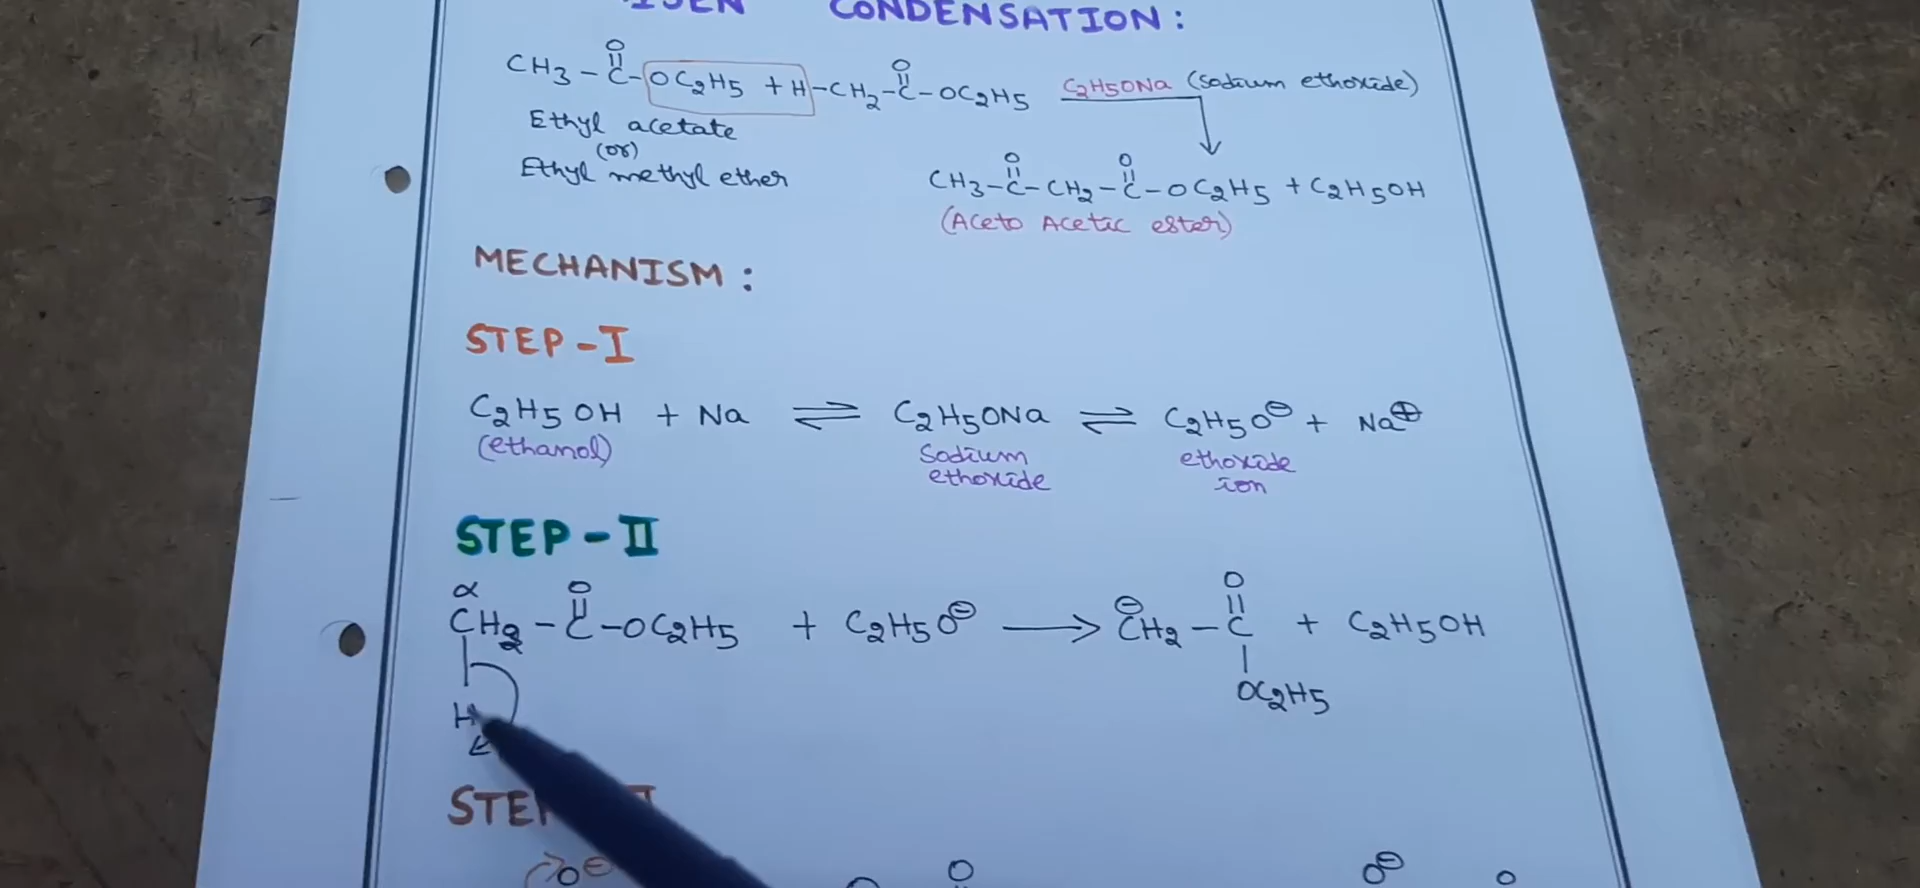 CONDENSATION:
O O
CH3 – C – OC2H5 + H – CH2 – C – OC2H5 C2H5ONa (sodium ethoxide)
Ethyl acetate
(or)
Ethyl methyl ether
O O
CH3 – C – CH2 – C – OC2H5 + C2H5OH
(Aceto Acetic ester)
MECHANISM:
STEP - I
C2H5OH + Na ⇌ C2H5ONa ⇌ C2H5O⊖ + Na⊕
(ethanol) Sodium ethoxide
ethoxide ion
STEP - II
α O ⊖ O
CH2 – C – OC2H5 + C2H5O⊖ → CH2 – C + C2H5OH
H OC2H5
O⊖ O O⊖ O